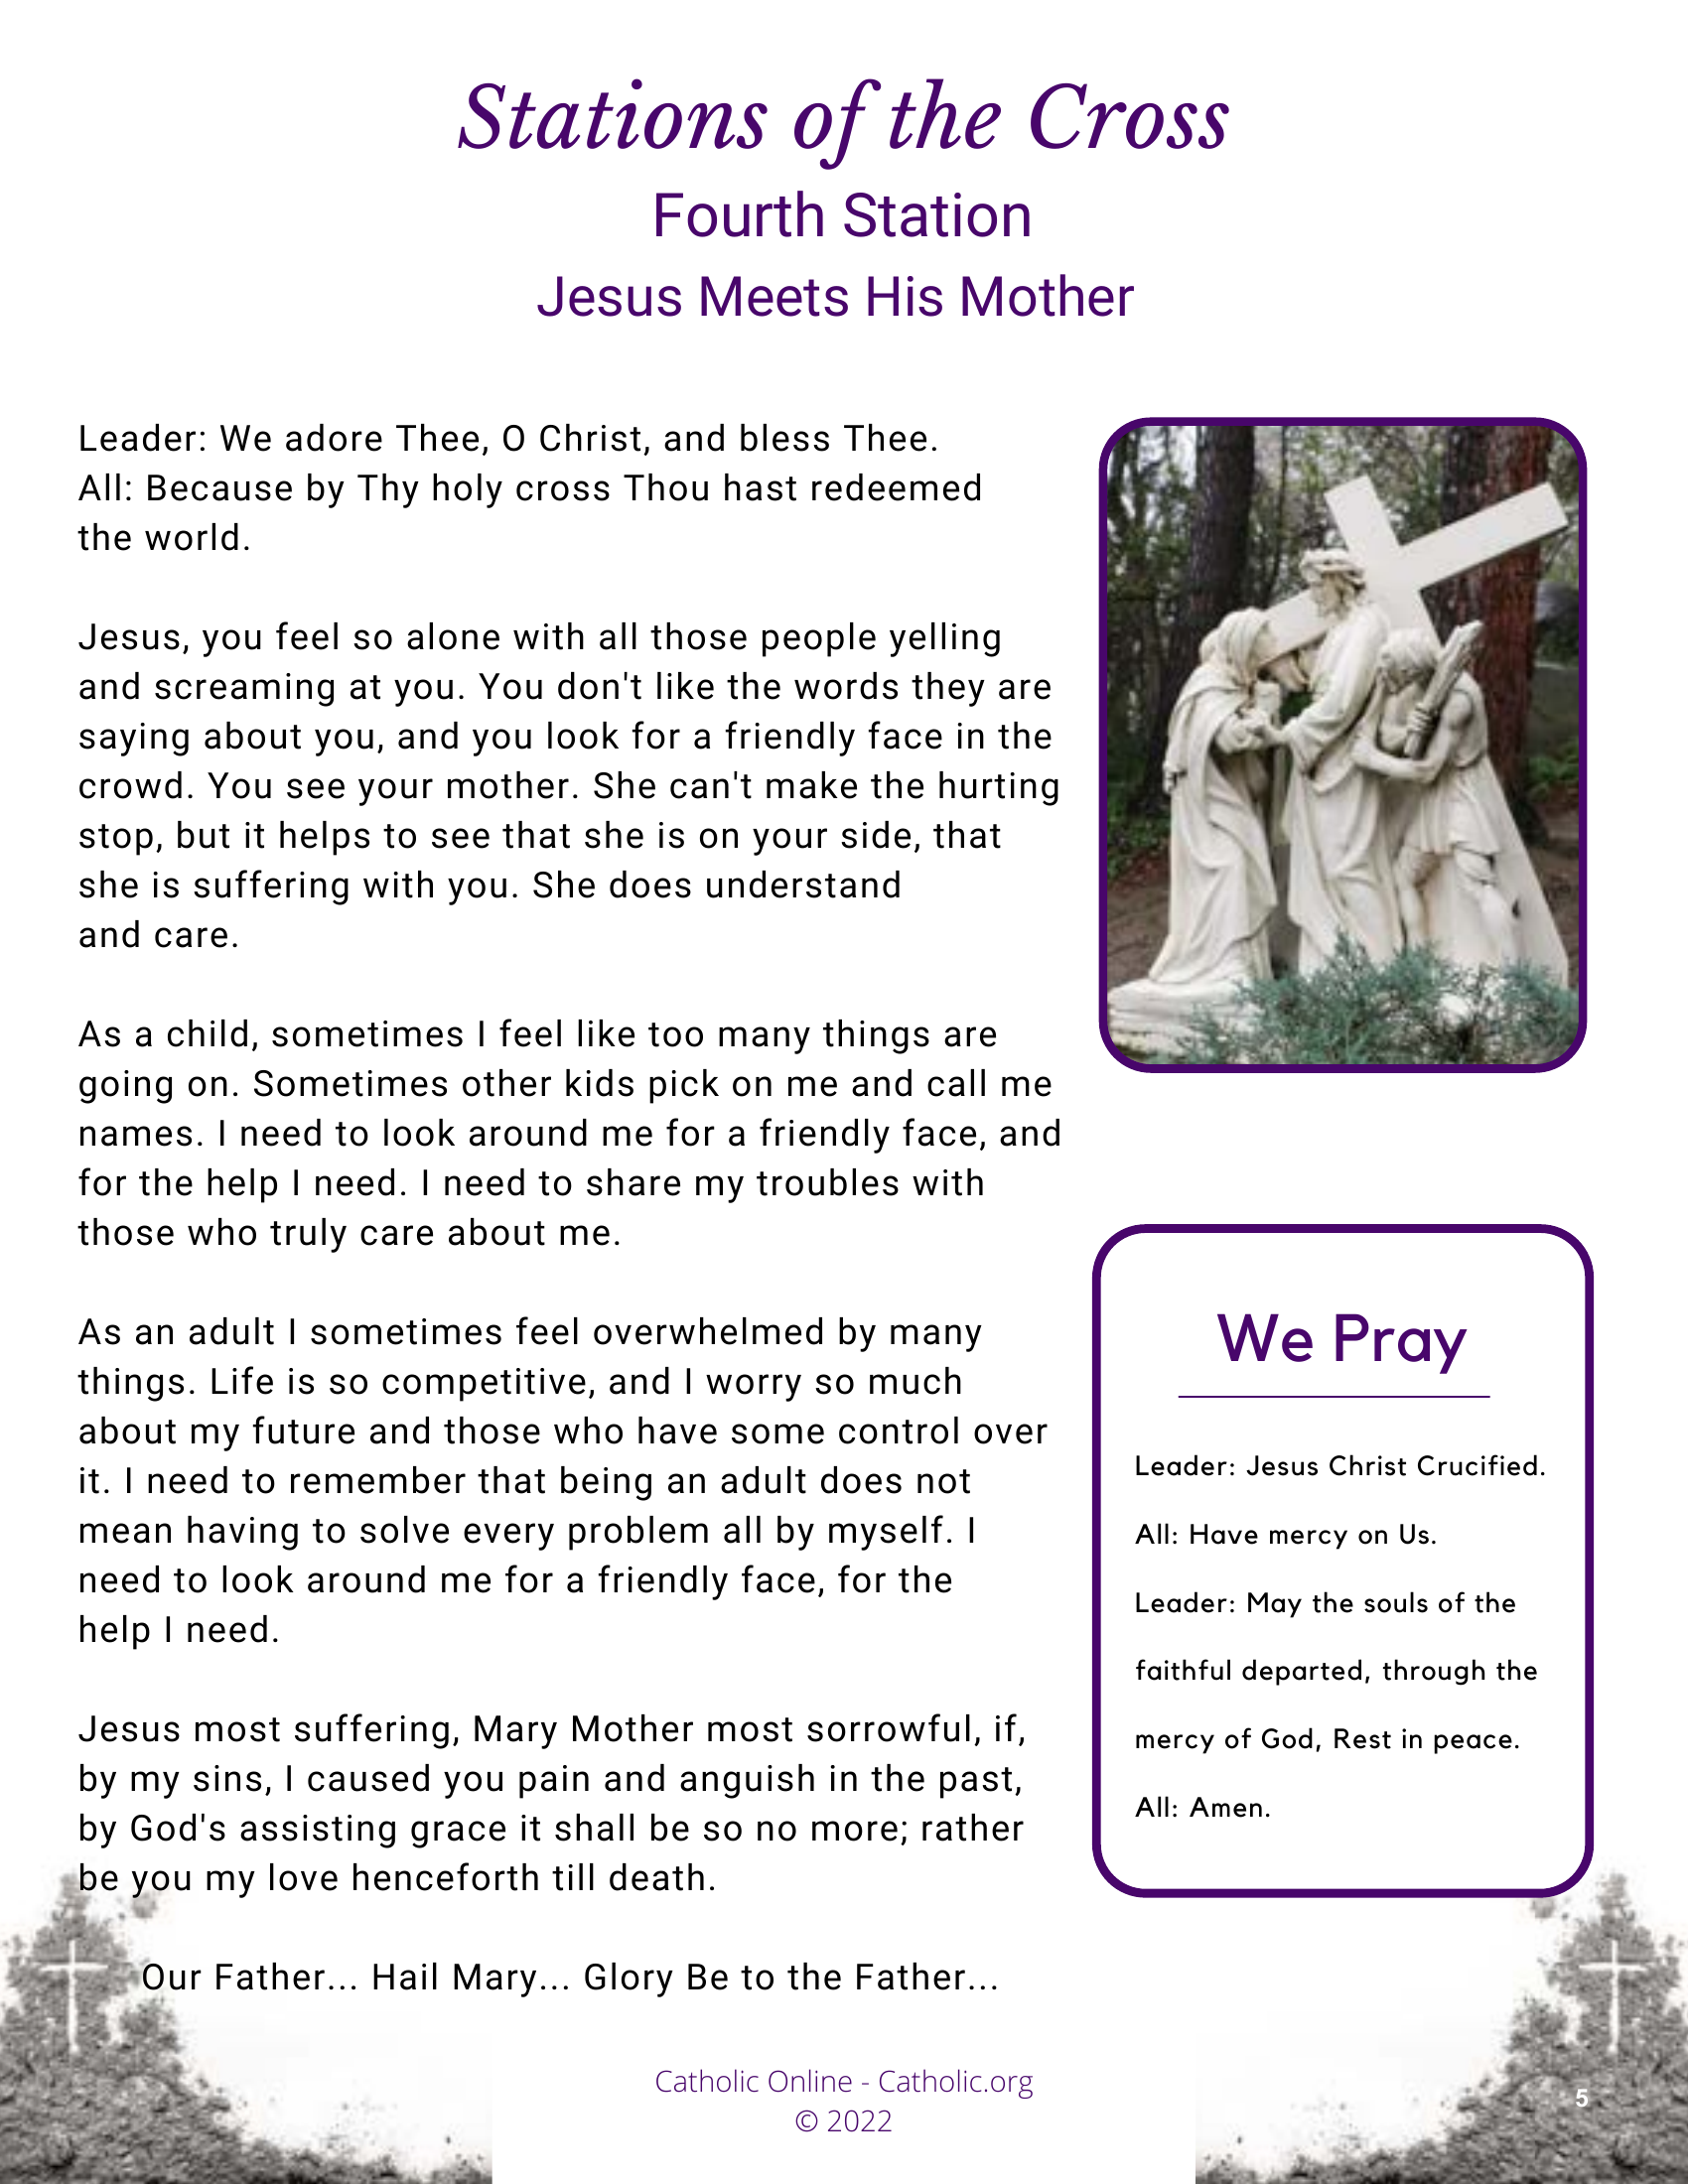 Stations of the Cross
Fourth Station
Jesus Meets His Mother
Leader: We adore Thee, O Christ, and bless Thee.
All: Because by Thy holy cross Thou hast redeemed
the world.
Jesus, you feel so alone with all those people yelling
and screaming at you. You don't like the words they are
saying about you, and you look for a friendly face in the
crowd. You see your mother. She can't make the hurting
stop, but it helps to see that she is on your side, that
she is suffering with you. She does understand
and care.
As a child, sometimes I feel like too many things are
going on. Sometimes other kids pick on me and call me
names. I need to look around me for a friendly face, and
for the help I need. I need to share my troubles with
those who truly care about me.
As an adult I sometimes feel overwhelmed by many
things. Life is so competitive, and I worry so much
about my future and those who have some control over
it. I need to remember that being an adult does not
mean having to solve every problem all by myself. I
need to look around me for a friendly face, for the
help I need.
Jesus most suffering, Mary Mother most sorrowful, if,
by my sins, I caused you pain and anguish in the past,
by God's assisting grace it shall be so no more; rather
be you my love henceforth till death.
Our Father... Hail Mary... Glory Be to the Father...
We Pray
Leader: Jesus Christ Crucified.
All: Have mercy on Us.
Leader: May the souls of the
faithful departed, through the
mercy of God, Rest in peace.
All: Amen.
Catholic Online - Catholic.org
© 2022
5